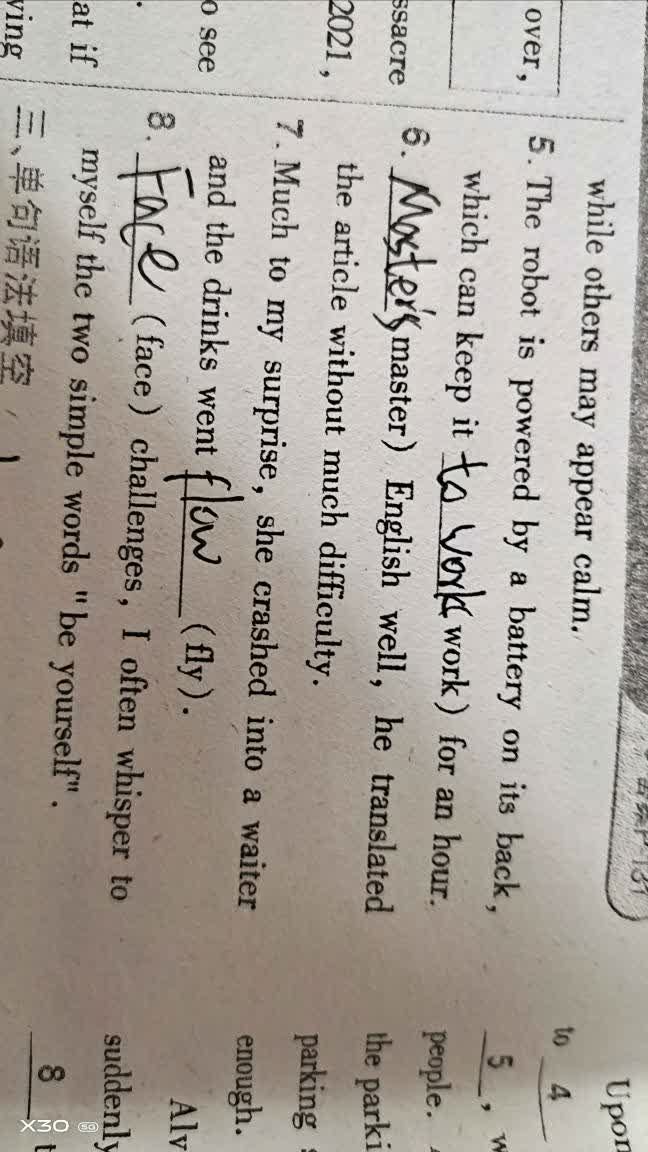 over,
ssacre
2021,
o see
at if
ving
while others may appear calm.
5. The robot is powered by a battery on its back,
which can keep it to work (work) for an hour.
6. (master) English well, he translated
the article without much difficulty.
7. Much to my surprise, she crashed into a waiter
and the drinks went flow (fly).
8. Face (face) challenges, I often whisper to
myself the two simple words "be yourself".
三、单句语法填空
Upon
to 4
5, w
people.
the parki
parking
enough.
Alv
suddenly
8 t
X30 5G